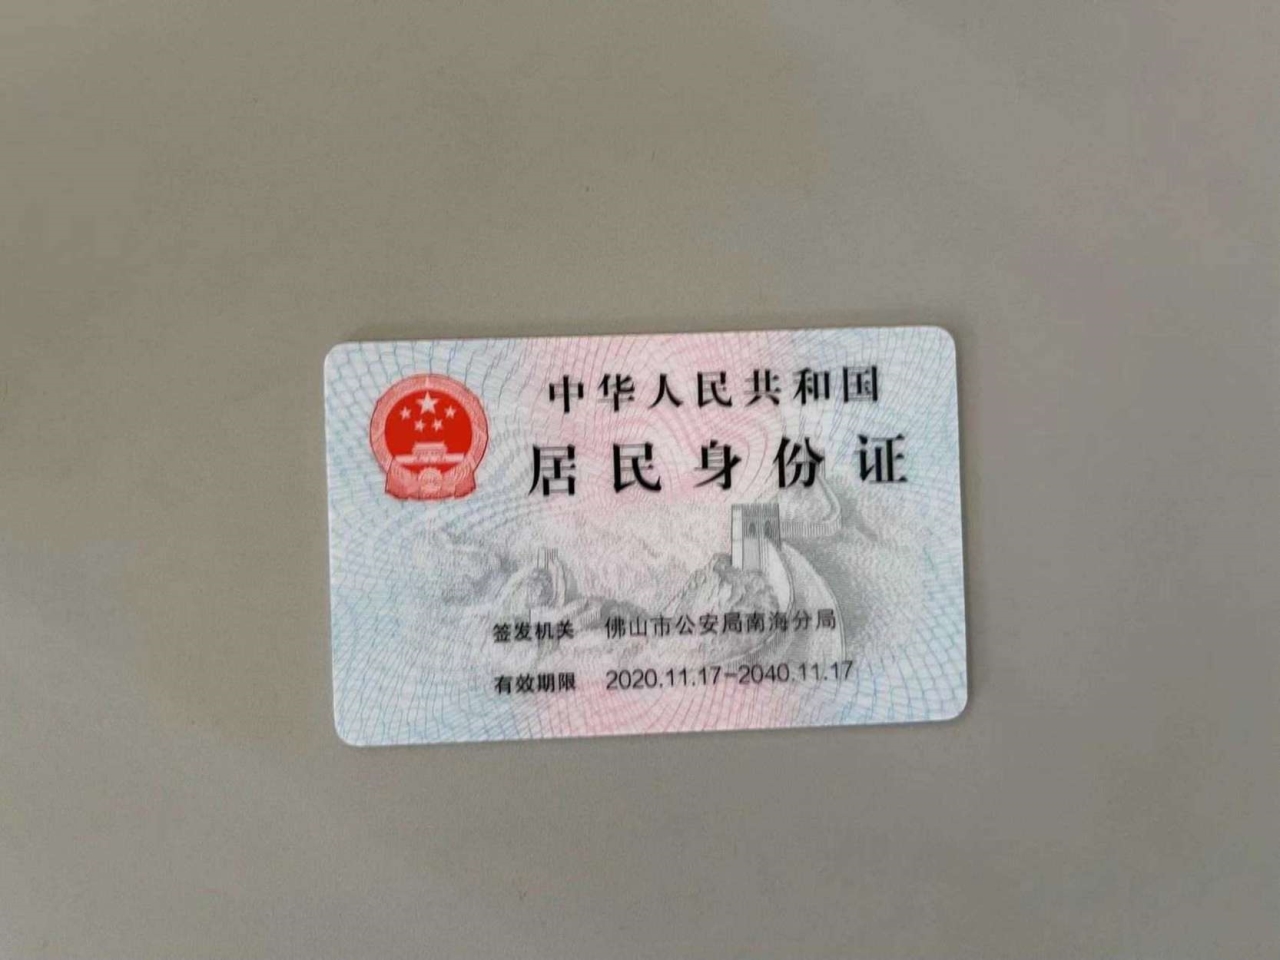 中华人民共和国
居民身份证
签发机关 佛山市公安局南海分局
有效期限 2020.11.17-2040.11.17